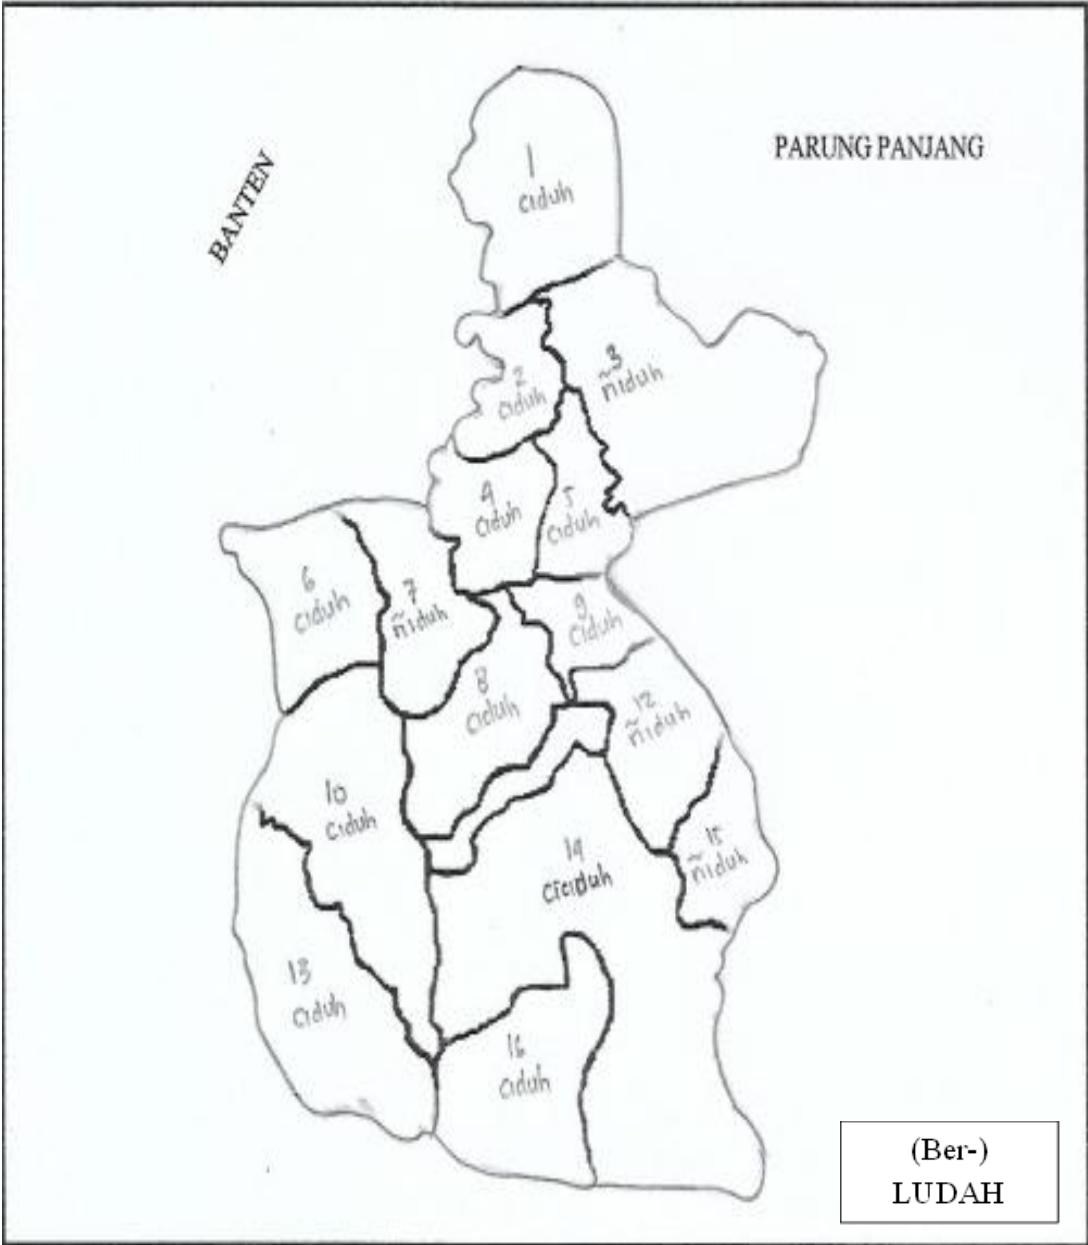 BANTEN
PARUNG PANJANG
1
ciduh
2
ciduh
3
ñiduh
4
ciduh
5
ciduh
6
ciduh
7
ñiduh
8
ciduh
9
ciduh
10
ciduh
12
ñiduh
13
ciduh
14
ciciduh
15
ñiduh
16
ciduh
(Ber-)
LUDAH